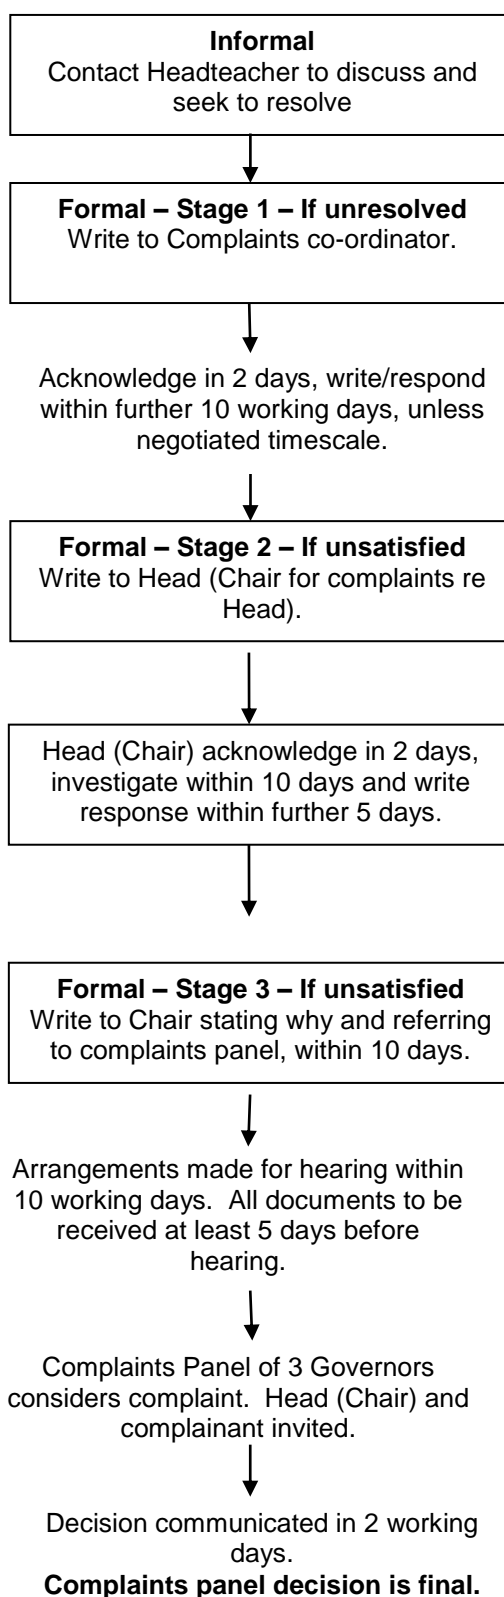 Informal
Contact Headteacher to discuss and
seek to resolve
Formal – Stage 1 – If unresolved
Write to Complaints co-ordinator.
Acknowledge in 2 days, write/respond
within further 10 working days, unless
negotiated timescale.
Formal – Stage 2 – If unsatisfied
Write to Head (Chair for complaints re
Head).
Head (Chair) acknowledge in 2 days,
investigate within 10 days and write
response within further 5 days.
Formal – Stage 3 – If unsatisfied
Write to Chair stating why and referring
to complaints panel, within 10 days.
Arrangements made for hearing within
10 working days.  All documents to be
received at least 5 days before
hearing.
Complaints Panel of 3 Governors
considers complaint.  Head (Chair) and
complainant invited.
Decision communicated in 2 working
days.
Complaints panel decision is final.